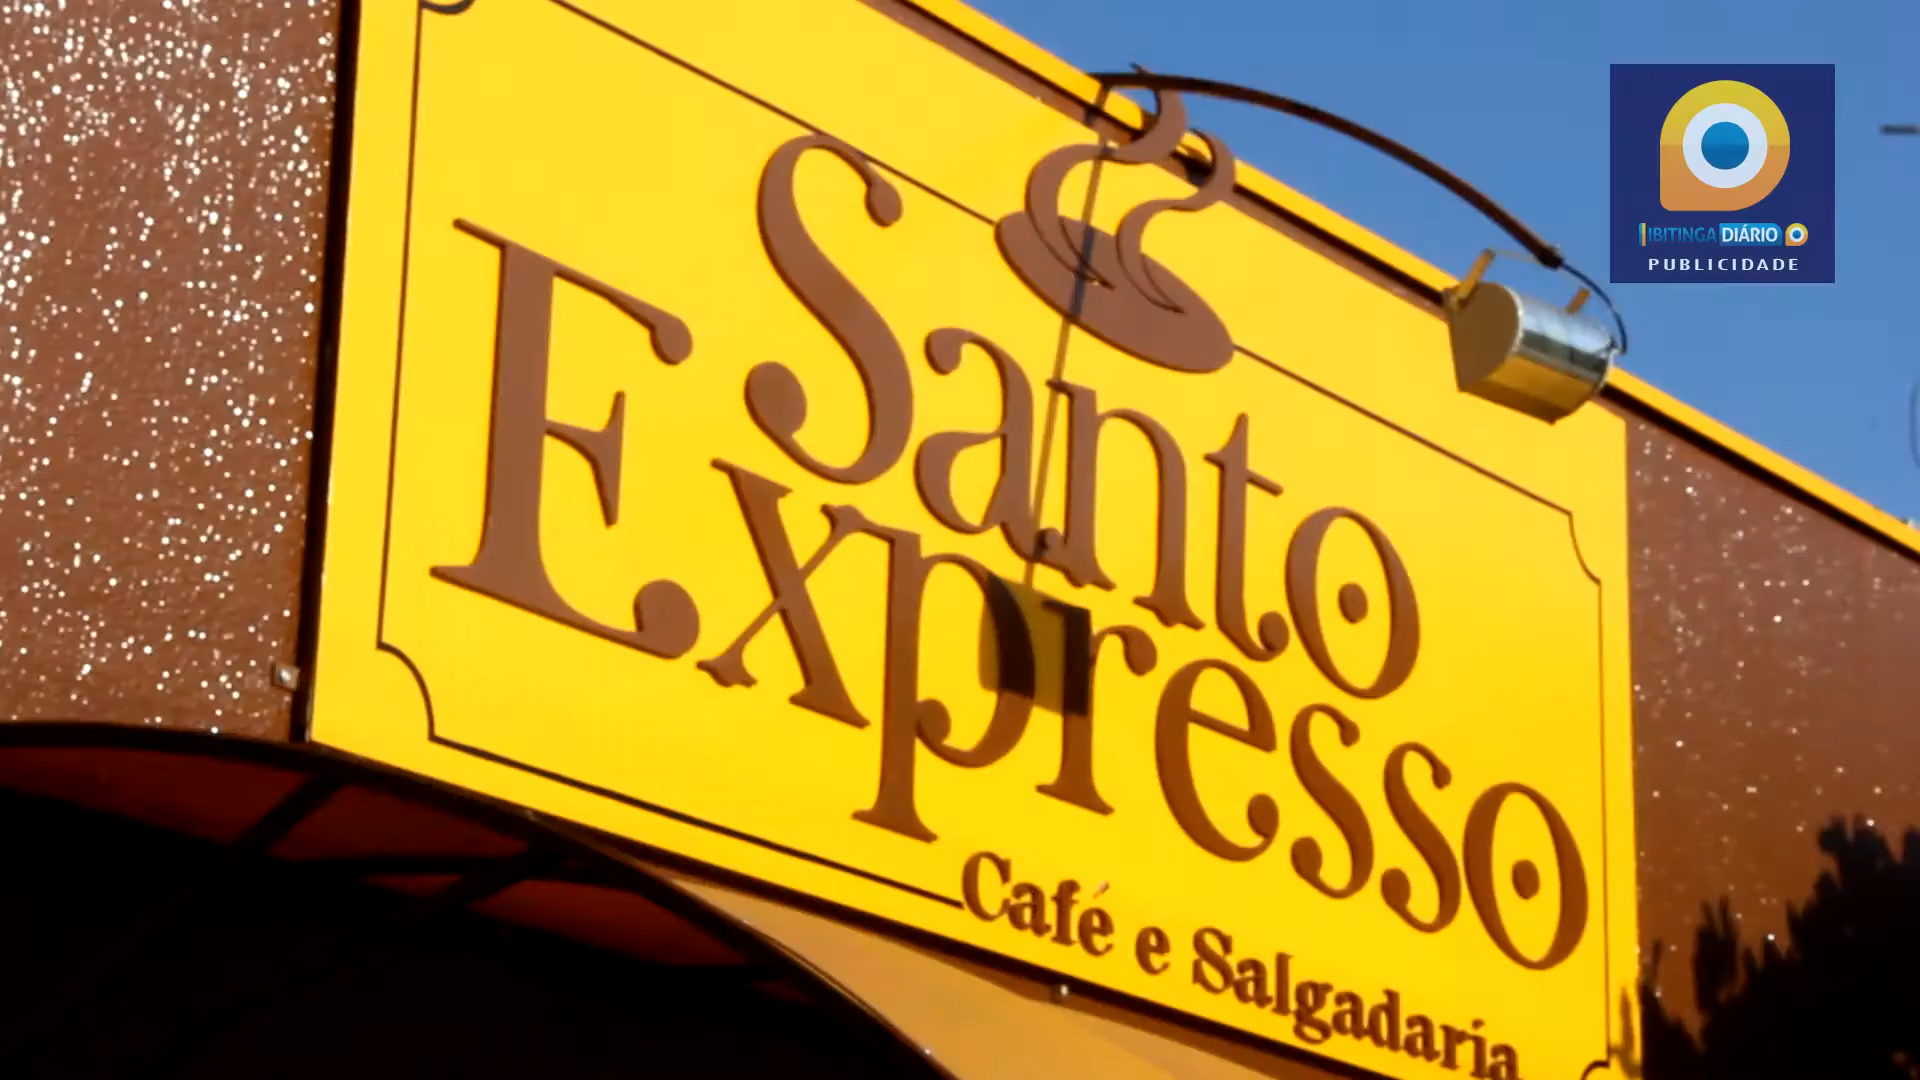 Santo
Expresso
Café e Salgadaria
IBITINGA DIÁRIO
PUBLICIDADE